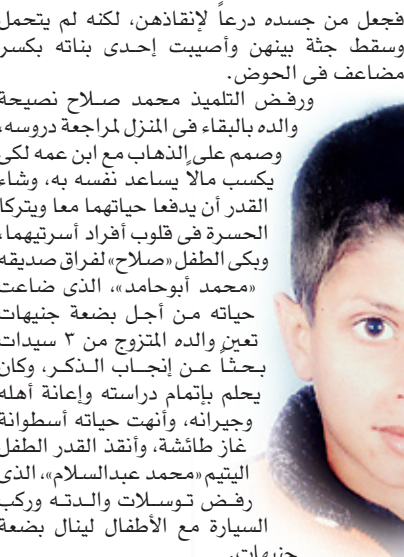 فجعل من جسده درعاً لإنقاذهن، لكنه لم يتحمل
وسقط جثة بينهن وأصيبت إحدى بناته بكسر
مضاعف فى الحوض.
ورفض التلميذ محمد صلاح نصيحة
والده بالبقاء فى المنزل لمراجعة دروسه،
وصمم على الذهاب مع ابن عمه لكى
يكسب مالاً يساعد نفسه به، وشاء
القدر أن يدفعا حياتهما معا ويتركا
الحسرة فى قلوب أفراد أسرتيهما،
وبكى الطفل «صلاح» لفراق صديقه
«محمد أبوحامد»، الذى ضاعت
حياته من أجل بضعة جنيهات
تعين والده المتزوج من ٣ سيدات
بحثاً عن إنجاب الذكر، وكان
يحلم بإتمام دراسته وإعانة أهله
وجيرانه، وأنهت حياته أسطوانة
غاز طائشة، وأنقذ القدر الطفل
اليتيم «محمد عبدالسلام»، الذى
رفض توسلات والدته وركب
السيارة مع الأطفال لينال بضعة
جنيهات.